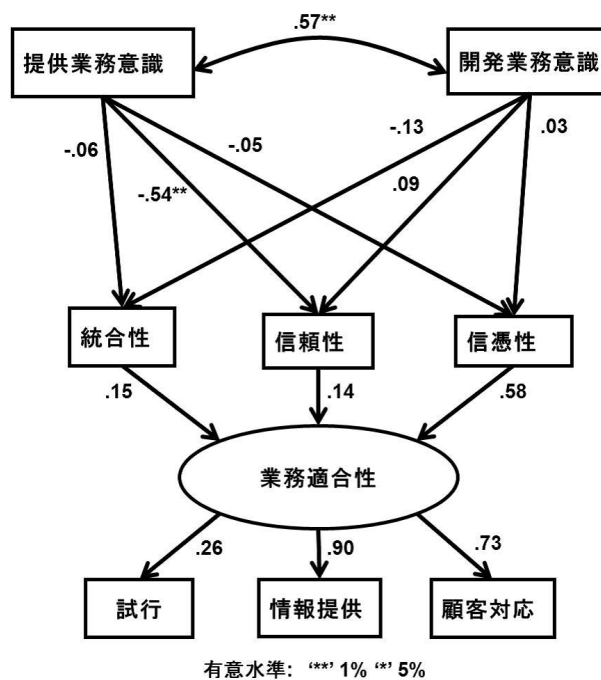 .57**
提供業務意識
開発業務意識
-.06
-.05
-.13
.03
-.54**
.09
統合性
信頼性
信憑性
.15
.14
.58
業務適合性
.26
.90
.73
試行
情報提供
顧客対応
有意水準: ‘**’ 1% ‘*’ 5%